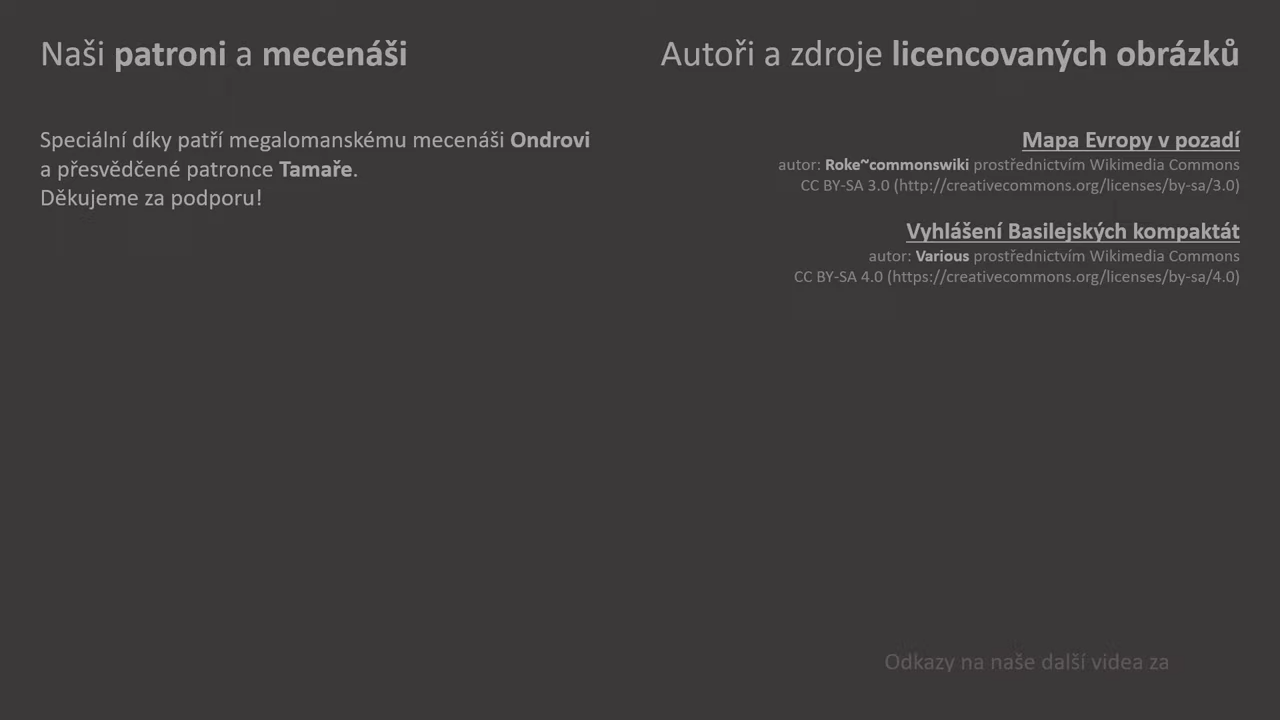 Naši patroni a mecenáši
Speciální díky patří megalomanskému mecenáši Ondrovi
a přesvědčené patronce Tamaře.
Děkujeme za podporu!
Autoři a zdroje licencovaných obrázků
Mapa Evropy v pozadí
autor: Roke~commonswiki prostřednictvím Wikimedia Commons
CC BY-SA 3.0 (http://creativecommons.org/licenses/by-sa/3.0)
Vyhlášení Basilejských kompaktát
autor: Various prostřednictvím Wikimedia Commons
CC BY-SA 4.0 (https://creativecommons.org/licenses/by-sa/4.0)
Odkazy na naše další videa za